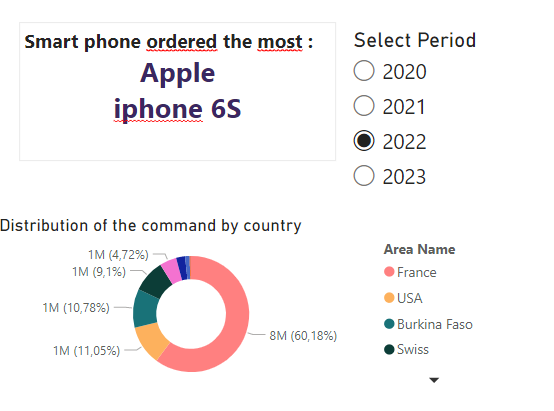 Smart phone ordered the most :
Apple
iphone 6S
Select Period
2020
2021
2022
2023
Distribution of the command by country
1M (4,72%)
1M (9,1%)
1M (10,78%)
1M (11,05%)
8M (60,18%)
Area Name
France
USA
Burkina Faso
Swiss